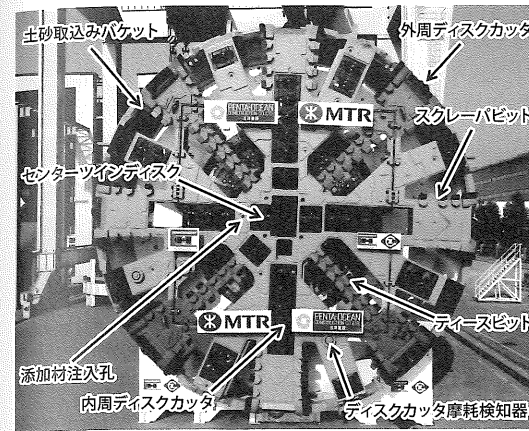 土砂取込みバケット
外周ディスクカッタ
PENTA-OCEAN
MTR
スクレーパビット
センターツインディスク
MTR
PENTA-OCEAN
ティースビット
添加材注入孔
内周ディスクカッタ
ディスクカッタ摩耗検知器